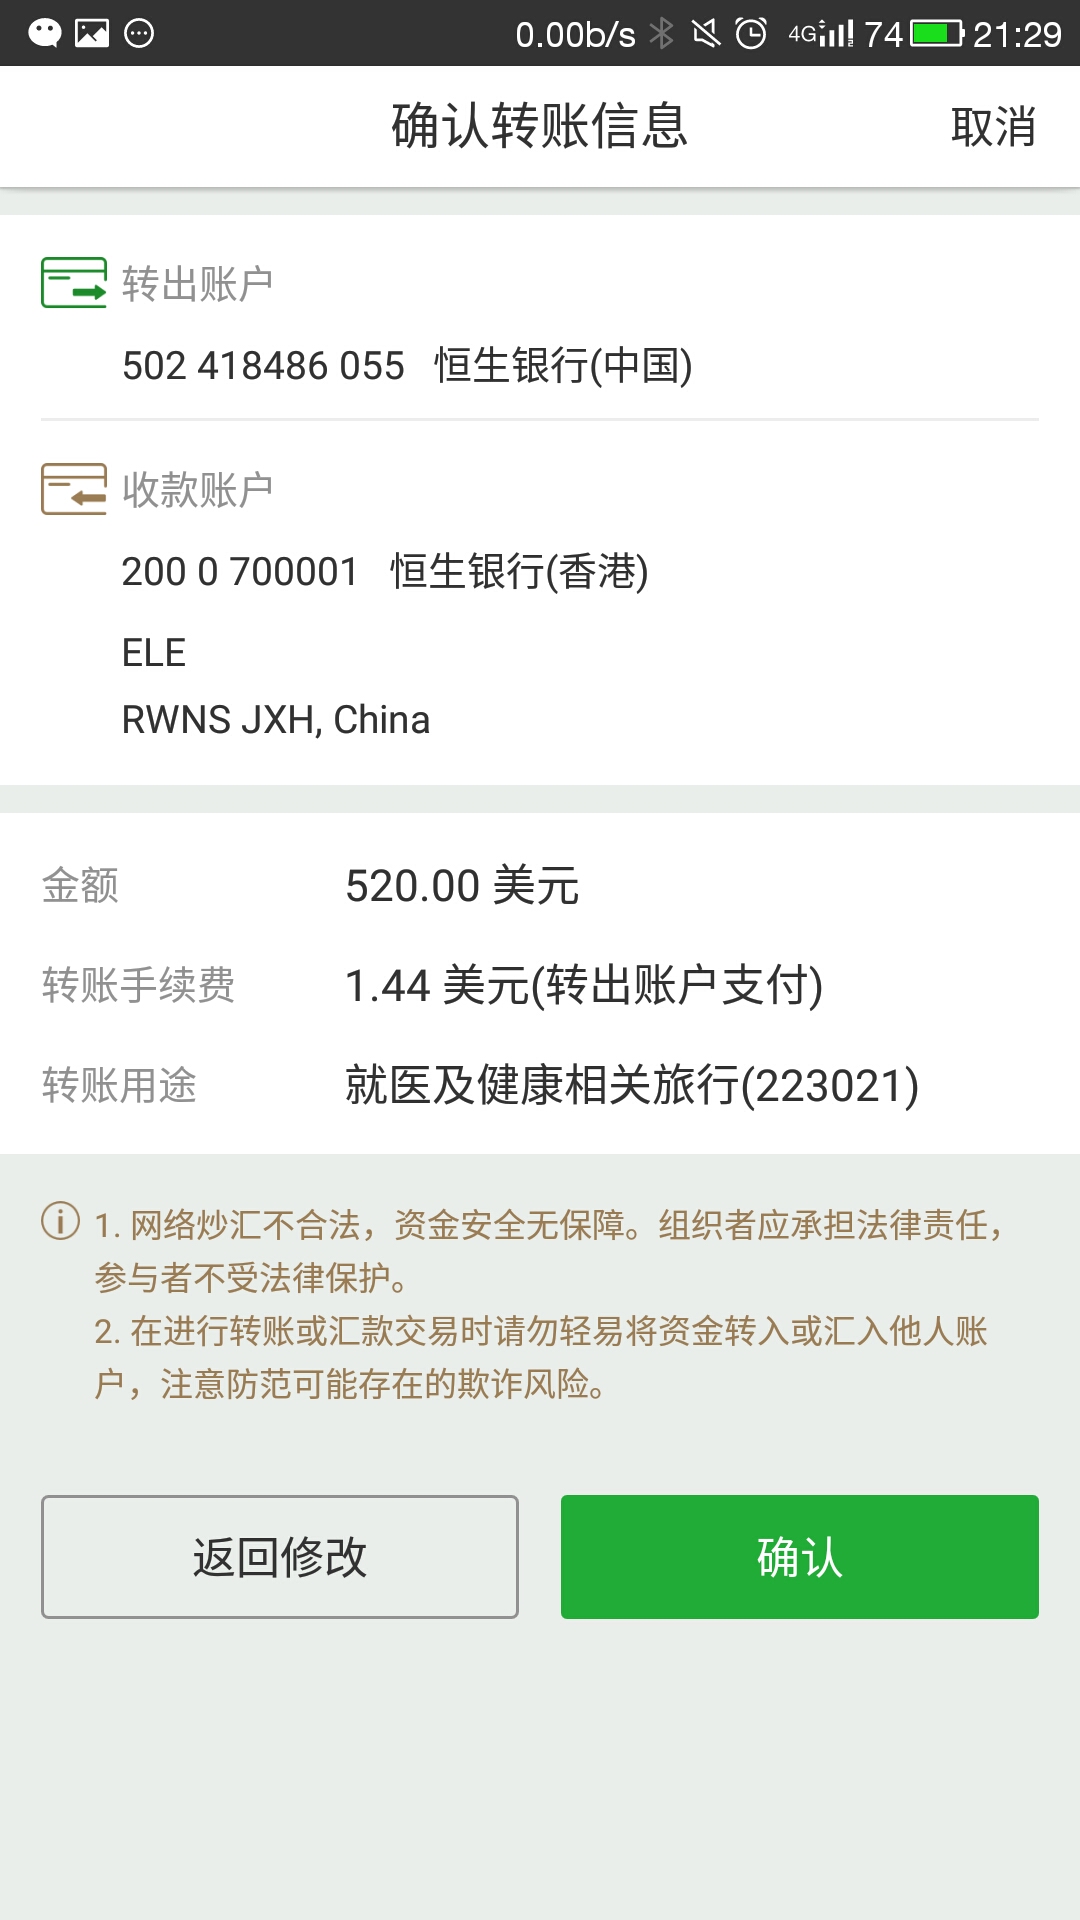 0.00b/s 4G 74 21:29
确认转账信息 取消
转出账户
502 418486 055 恒生银行(中国)
收款账户
200 0 700001 恒生银行(香港)
ELE
RWNS JXH, China
金额 520.00 美元
转账手续费 1.44 美元(转出账户支付)
转账用途 就医及健康相关旅行(223021)
1. 网络炒汇不合法，资金安全无保障。组织者应承担法律责任，
参与者不受法律保护。
2. 在进行转账或汇款交易时请勿轻易将资金转入或汇入他人账
户，注意防范可能存在的欺诈风险。
返回修改 确认